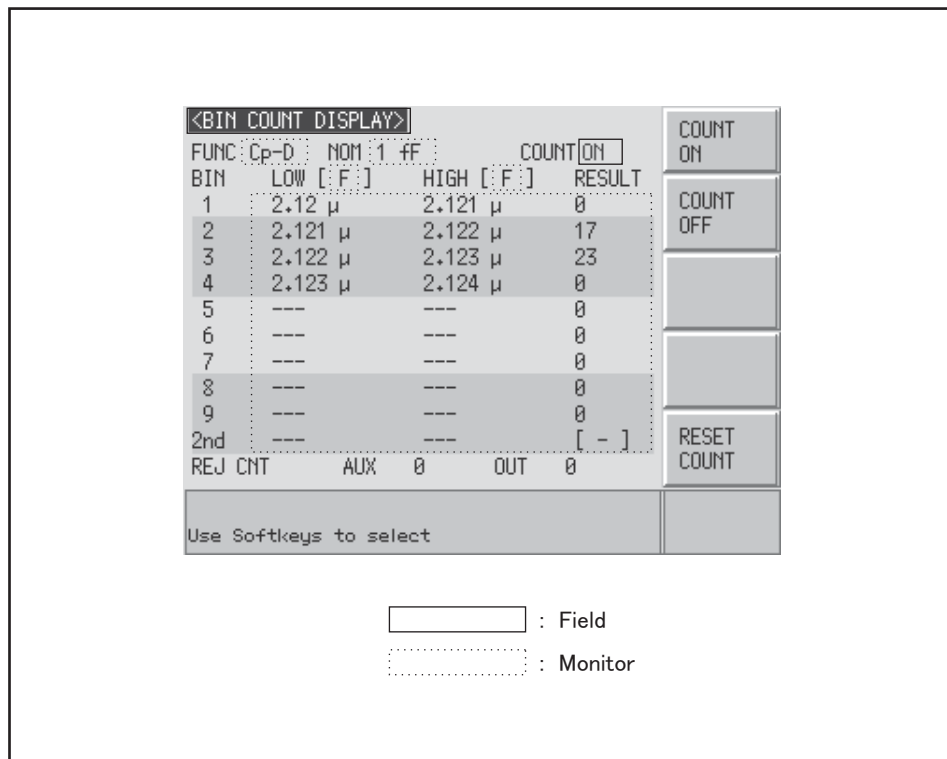 <BIN COUNT DISPLAY>
FUNC Cp-D NOM 1 fF COUNT ON
BIN LOW [ F ] HIGH [ F ] RESULT
1 2.12 μ 2.121 μ 0
2 2.121 μ 2.122 μ 17
3 2.122 μ 2.123 μ 23
4 2.123 μ 2.124 μ 0
5 --- --- 0
6 --- --- 0
7 --- --- 0
8 --- --- 0
9 --- --- 0
2nd --- --- [ - ]
REJ CNT AUX 0 OUT 0
Use Softkeys to select
COUNT
ON
COUNT
OFF
RESET
COUNT
: Field
: Monitor